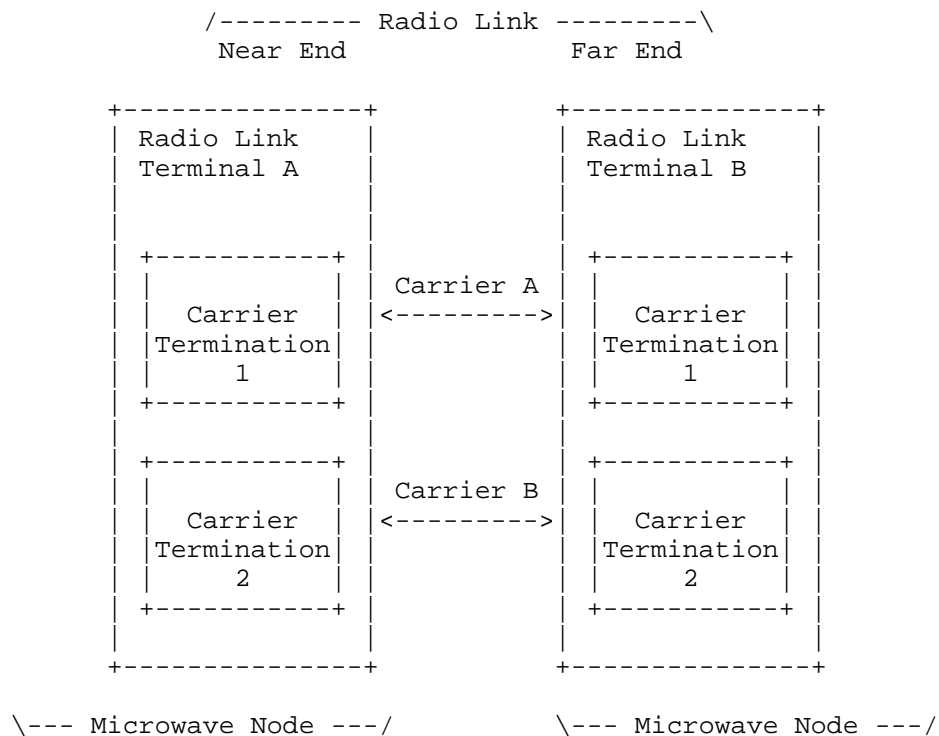 /--------- Radio Link ---------\
Near End Far End
Radio Link Radio Link
Terminal A Terminal B
Carrier A
Carrier <---------> Carrier
Termination Termination
1 1
Carrier B
Carrier <---------> Carrier
Termination Termination
2 2
\--- Microwave Node ---/ \--- Microwave Node ---/